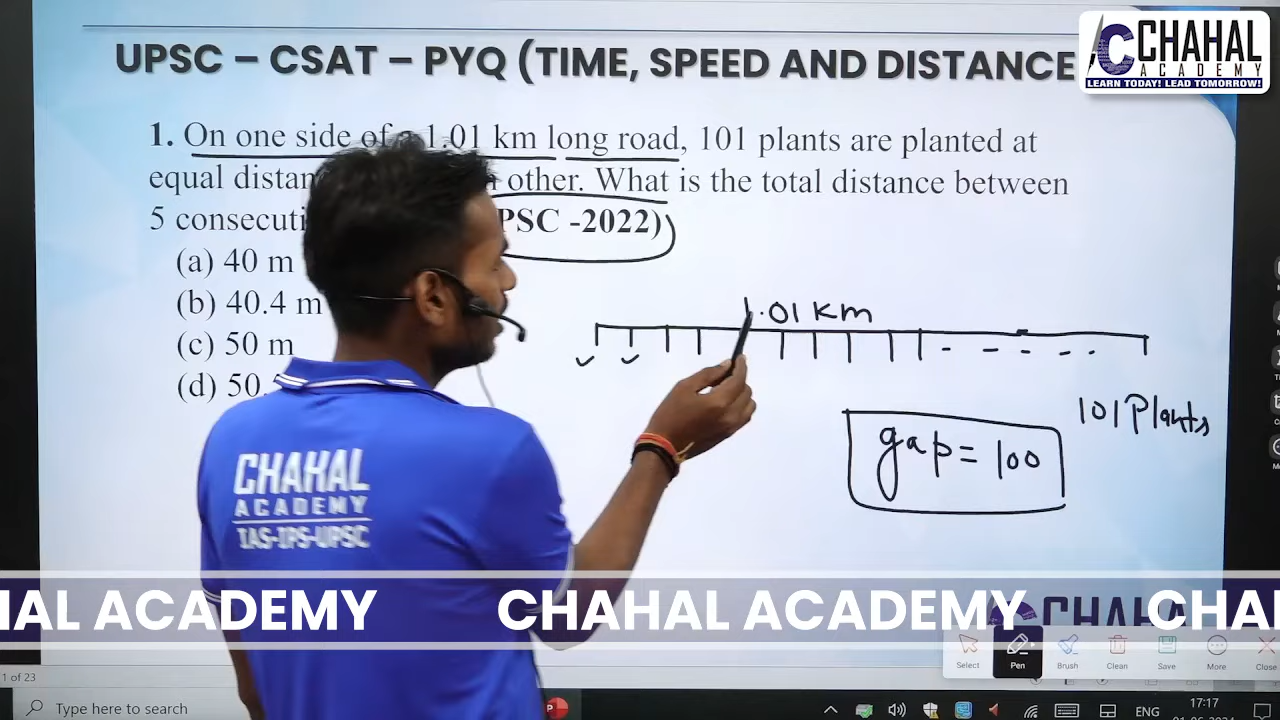 UPSC – CSAT – PYQ (TIME, SPEED AND DISTANCE
CHAHAL
ACADEMY
LEARN TODAY! LEAD TOMORROW!
1. On one side of a 1.01 km long road, 101 plants are planted at
equal other. What is the total distance between
5 PSC -2022)
(a) 40 m
(b) 40.4 m
(c) 50 m
(d) 50.
1.01 km
101 Plants
gap = 100
CHAHAL
ACADEMY
IAS-IPS-UPSC
HAL ACADEMY CHAHAL ACADEMY CHA
Select Pen Brush Clean Save More Close
1 of 23
Type here to search
ENG
17:17